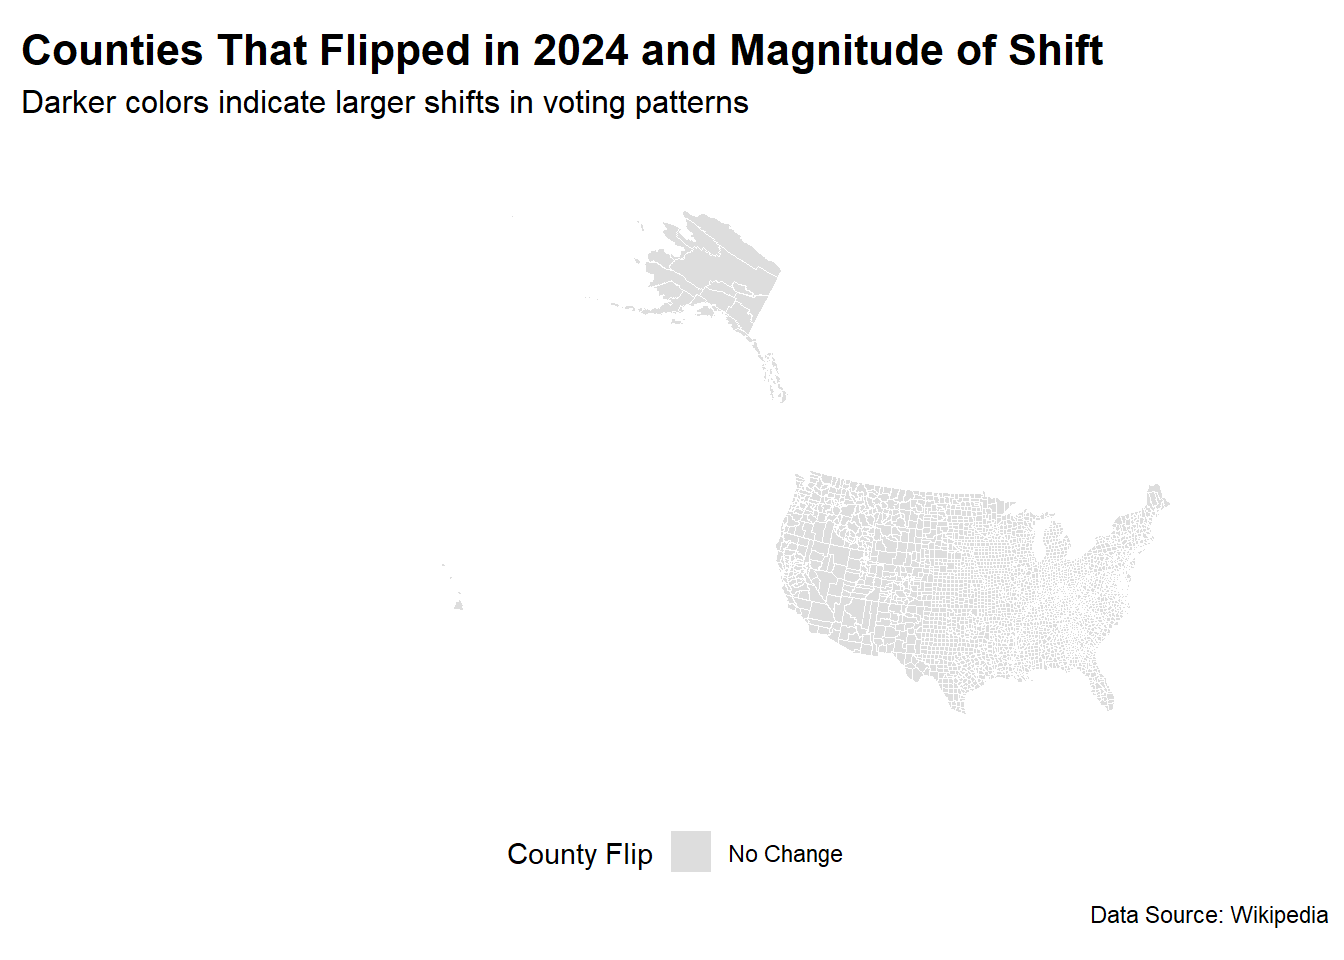 Counties That Flipped in 2024 and Magnitude of Shift
Darker colors indicate larger shifts in voting patterns
County Flip
No Change
Data Source: Wikipedia